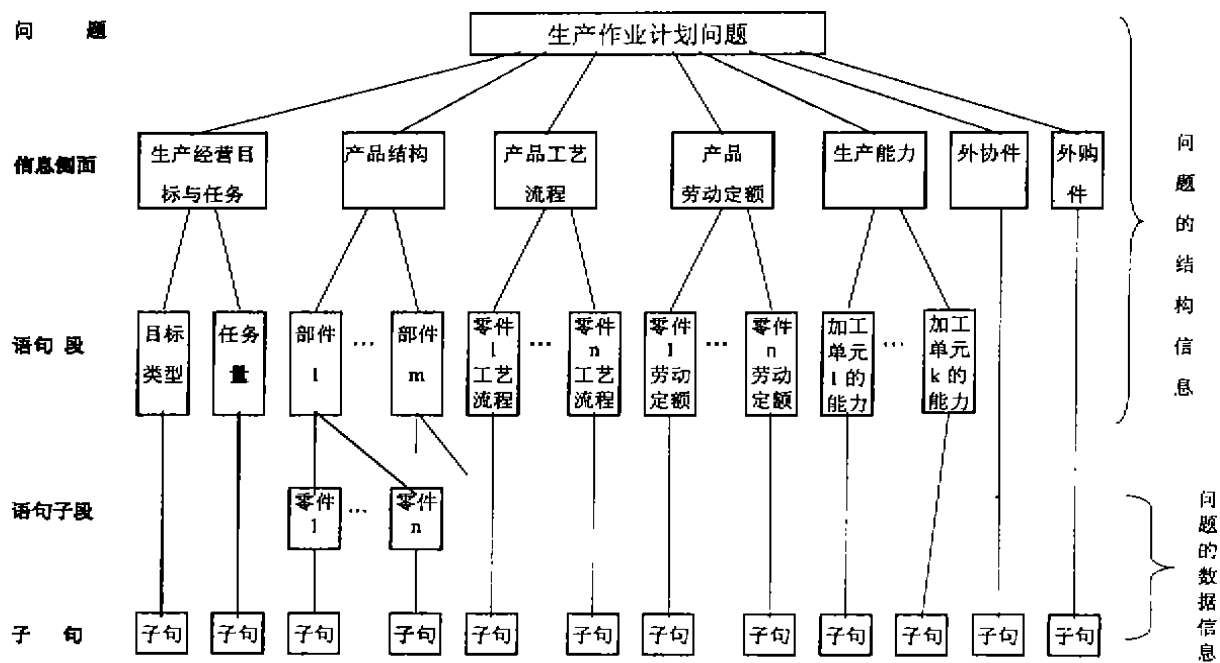 问 题
生产作业计划问题
信息侧面
生产经营目
标与任务
产品结构
产品工艺
流程
产品
劳动定额
生产能力
外协件
外购
件
问题的结构信息
语句 段
目标
类型
任务
量
部件
1
…
部件
m
零件
1
工艺
流程
…
零件
n
工艺
流程
零件
1
劳动
定额
…
零件
n
劳动
定额
加工
单元
1 的
能力
…
加工
单元
k 的
能力
语句子段
零件
1
…
零件
n
问题的数据信息
子 句
子句
子句
子句
子句
子句
子句
子句
子句
子句
子句
子句
子句